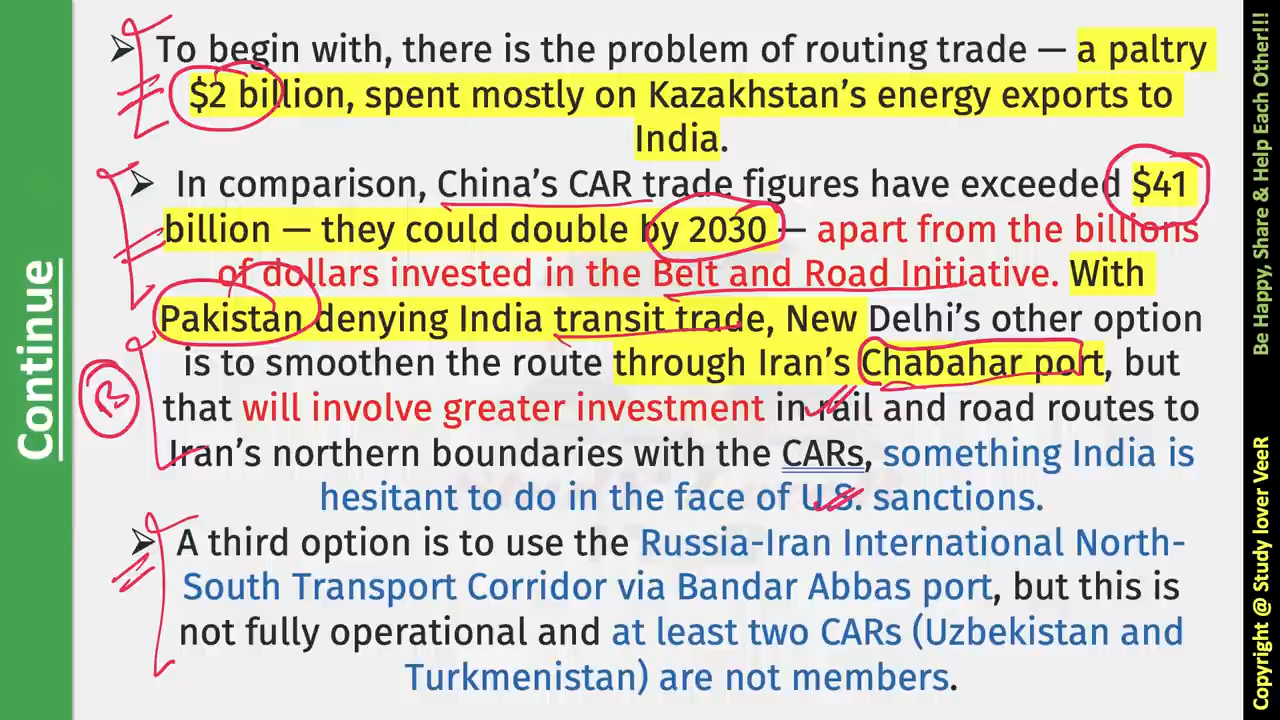 Continue
➤ To begin with, there is the problem of routing trade — a paltry
$2 billion, spent mostly on Kazakhstan’s energy exports to
India.
➤ In comparison, China’s CAR trade figures have exceeded $41
billion — they could double by 2030 — apart from the billions
of dollars invested in the Belt and Road Initiative. With
Pakistan denying India transit trade, New Delhi’s other option
is to smoothen the route through Iran’s Chabahar port, but
that will involve greater investment in rail and road routes to
Iran’s northern boundaries with the CARs, something India is
hesitant to do in the face of U.S. sanctions.
➤ A third option is to use the Russia-Iran International North-
South Transport Corridor via Bandar Abbas port, but this is
not fully operational and at least two CARs (Uzbekistan and
Turkmenistan) are not members.
Be Happy, Share & Help Each Other!!!
Copyright @ Study lover VeeR